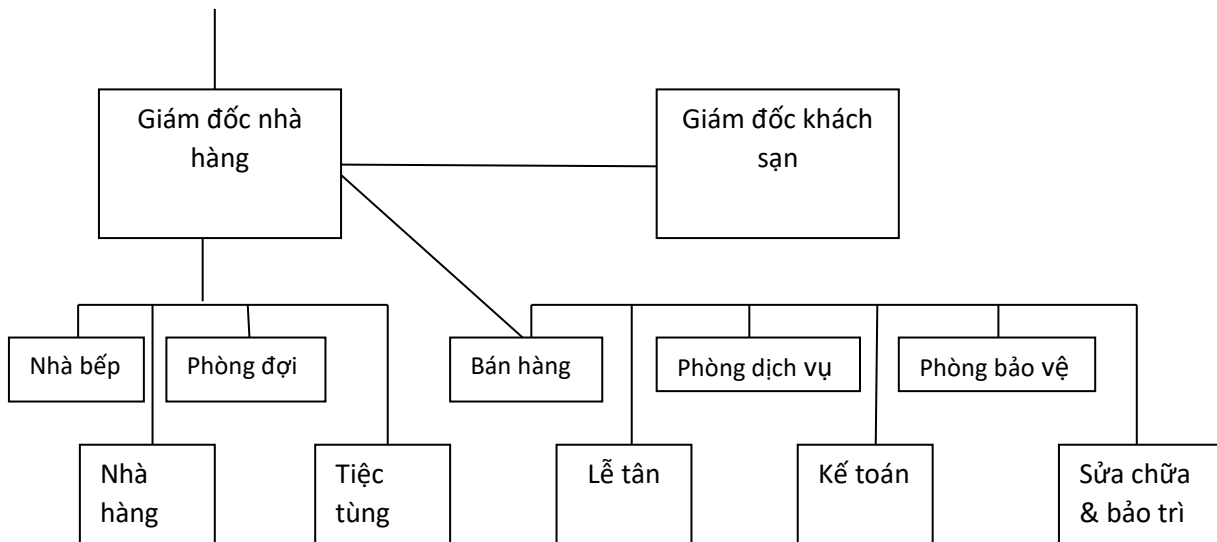 Giám đốc nhà
hàng
Giám đốc khách
sạn
Nhà bếp
Phòng đợi
Bán hàng
Phòng dịch vụ
Phòng bảo vệ
Nhà
hàng
Tiệc
tùng
Lễ tân
Kế toán
Sửa chữa
& bảo trì